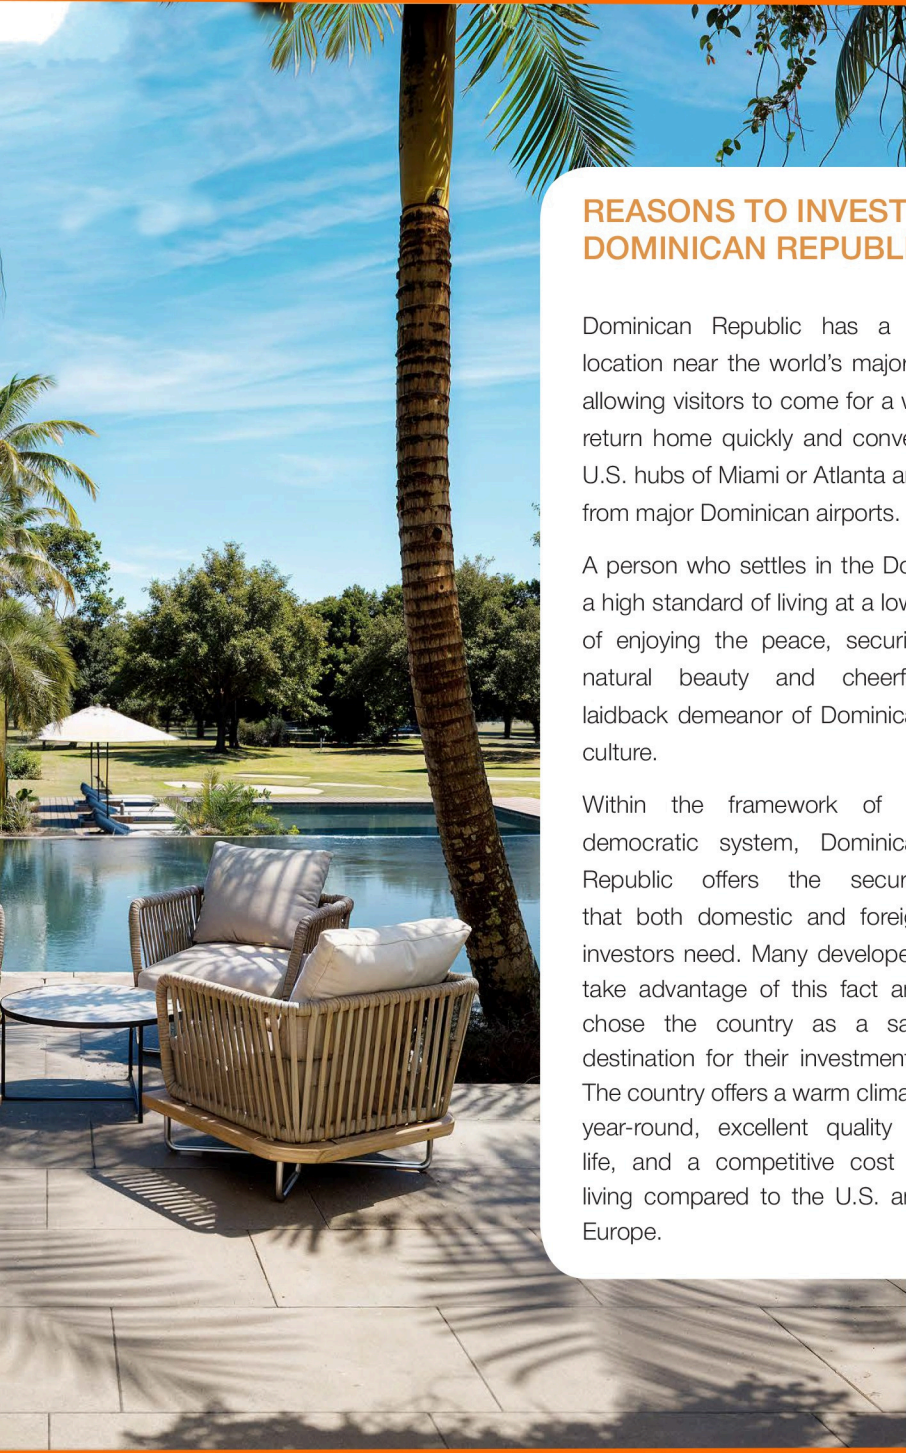 REASONS TO INVEST
DOMINICAN REPUBL
Dominican Republic has a
location near the world's major
allowing visitors to come for a
return home quickly and conve
U.S. hubs of Miami or Atlanta
from major Dominican airports.
A person who settles in the Do
a high standard of living at a low
of enjoying the peace, securi
natural beauty and cheerf
laidback demeanor of Dominica
culture.
Within the framework of
democratic system, Dominica
Republic offers the secur
that both domestic and foreig
investors need. Many develope
take advantage of this fact a
chose the country as a sa
destination for their investment
The country offers a warm clima
year-round, excellent quality
life, and a competitive cost
living compared to the U.S. a
Europe.